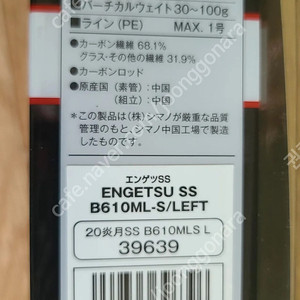 バーチカルウェイト30〜100g
■ライン(PE) MAX. 1号
●カーボン繊維 68.1%
グラス・その他の繊維 31.9%
●カーボンロッド
●原産国(素管):中国
(組立):中国
*この製品は(株)シマノが厳重な品質
管理のもと、シマノ中国工場で製造
したものです。
エンゲツSS
ENGETSU SS
B610ML-S/LEFT
20炎月SS B610MLS L
39639